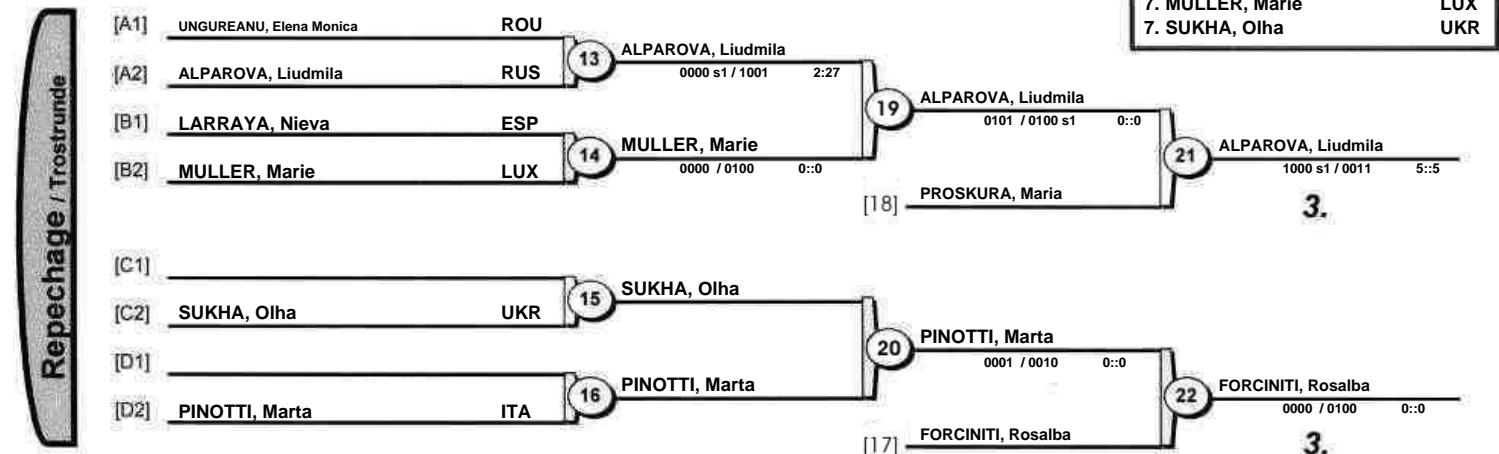 7. MULLER, Marie LUX
7. SUKHA, Olha UKR
Repechage / Trostrunde
[A1] UNGUREANU, Elena Monica ROU
[A2] ALPAROVA, Liudmila RUS
13
ALPAROVA, Liudmila
0000 s1 / 1001 2:27
[B1] LARRAYA, Nieva ESP
[B2] MULLER, Marie LUX
14
MULLER, Marie
0000 / 0100 0::0
19
ALPAROVA, Liudmila
0101 / 0100 s1 0::0
[18] PROSKURA, Maria
21
ALPAROVA, Liudmila
1000 s1 / 0011 5::5
3.
[C1]
[C2] SUKHA, Olha UKR
15
SUKHA, Olha
[D1]
[D2] PINOTTI, Marta ITA
16
PINOTTI, Marta
20
PINOTTI, Marta
0001 / 0010 0::0
[17] FORCINITI, Rosalba
22
FORCINITI, Rosalba
0000 / 0100 0::0
3.